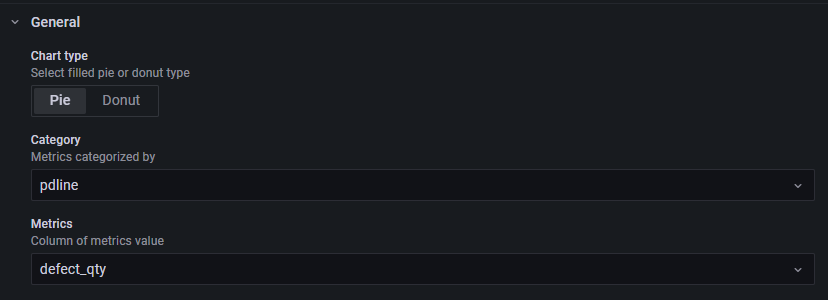 General
Chart type
Select filled pie or donut type
Pie Donut
Category
Metrics categorized by
pdline
Metrics
Column of metrics value
defect_qty